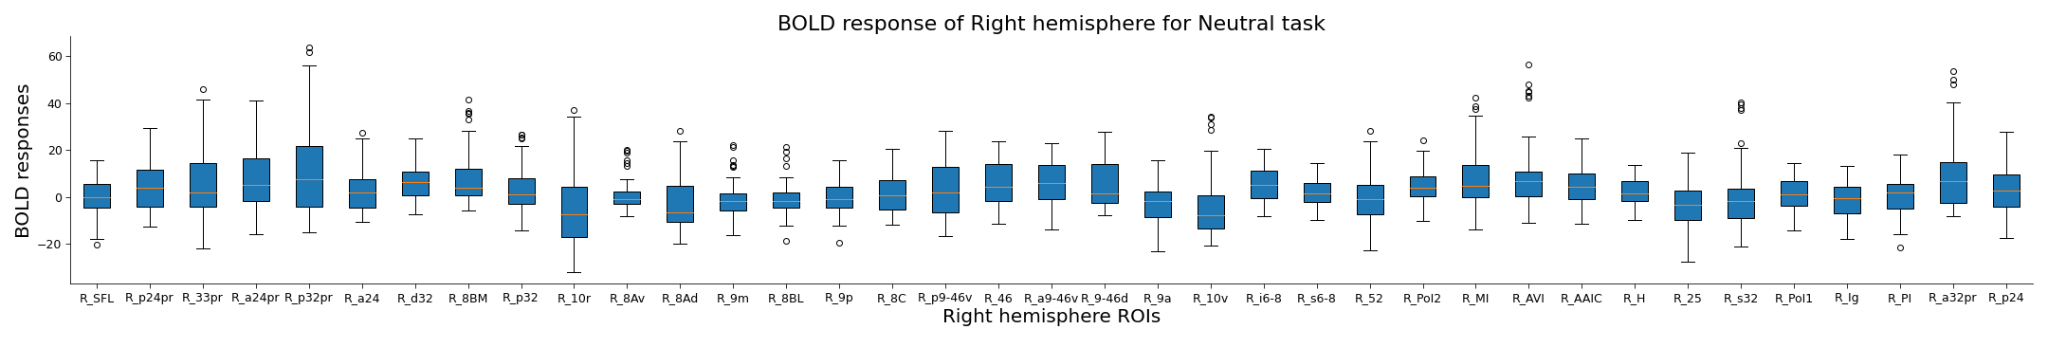 BOLD response of Right hemisphere for Neutral task
BOLD responses
60
40
20
0
−20
R_SFL R_p24pr R_33pr R_a24pr R_p32pr R_a24 R_d32 R_8BM R_p32 R_10r R_8Av R_8Ad R_9m R_8BL R_9p R_8C R_p9-46v R_46 R_a9-46v R_9-46d R_9a R_10v R_i6-8 R_s6-8 R_52 R_PoI2 R_MI R_AVI R_AAIC R_H R_25 R_s32 R_PoI1 R_Ig R_PI R_a32pr R_p24
Right hemisphere ROIs